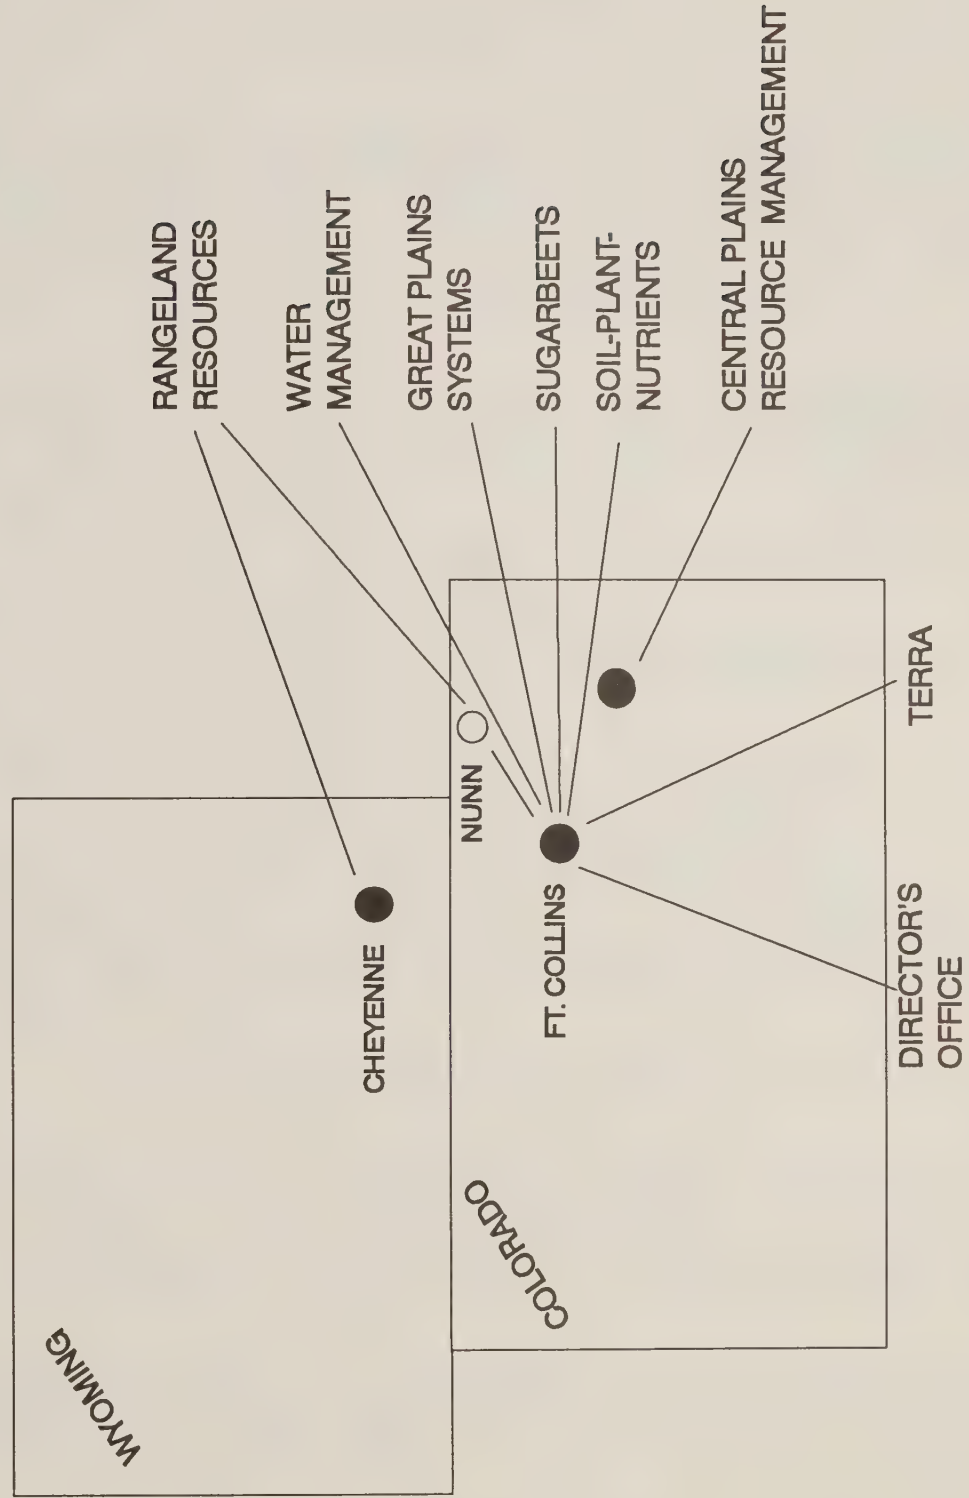 WYOMING
CHEYENNE
RANGELAND
RESOURCES
WATER
MANAGEMENT
GREAT PLAINS
SYSTEMS
SUGARBEETS
SOIL-PLANT-
NUTRIENTS
CENTRAL PLAINS
RESOURCE MANAGEMENT
COLORADO
NUNN
FT. COLLINS
DIRECTOR'S
OFFICE
TERRA